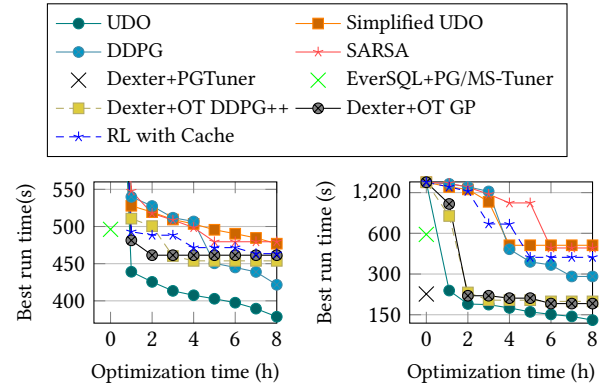 UDO
Simplified UDO
DDPG
SARSA
Dexter+PGTuner
EverSQL+PG/MS-Tuner
Dexter+OT DDPG++
Dexter+OT GP
RL with Cache
Best run time(s)
550
500
450
400
0 2 4 6 8
Optimization time (h)
Best run time(s)
1,200
600
300
150
0 2 4 6 8
Optimization time (h)